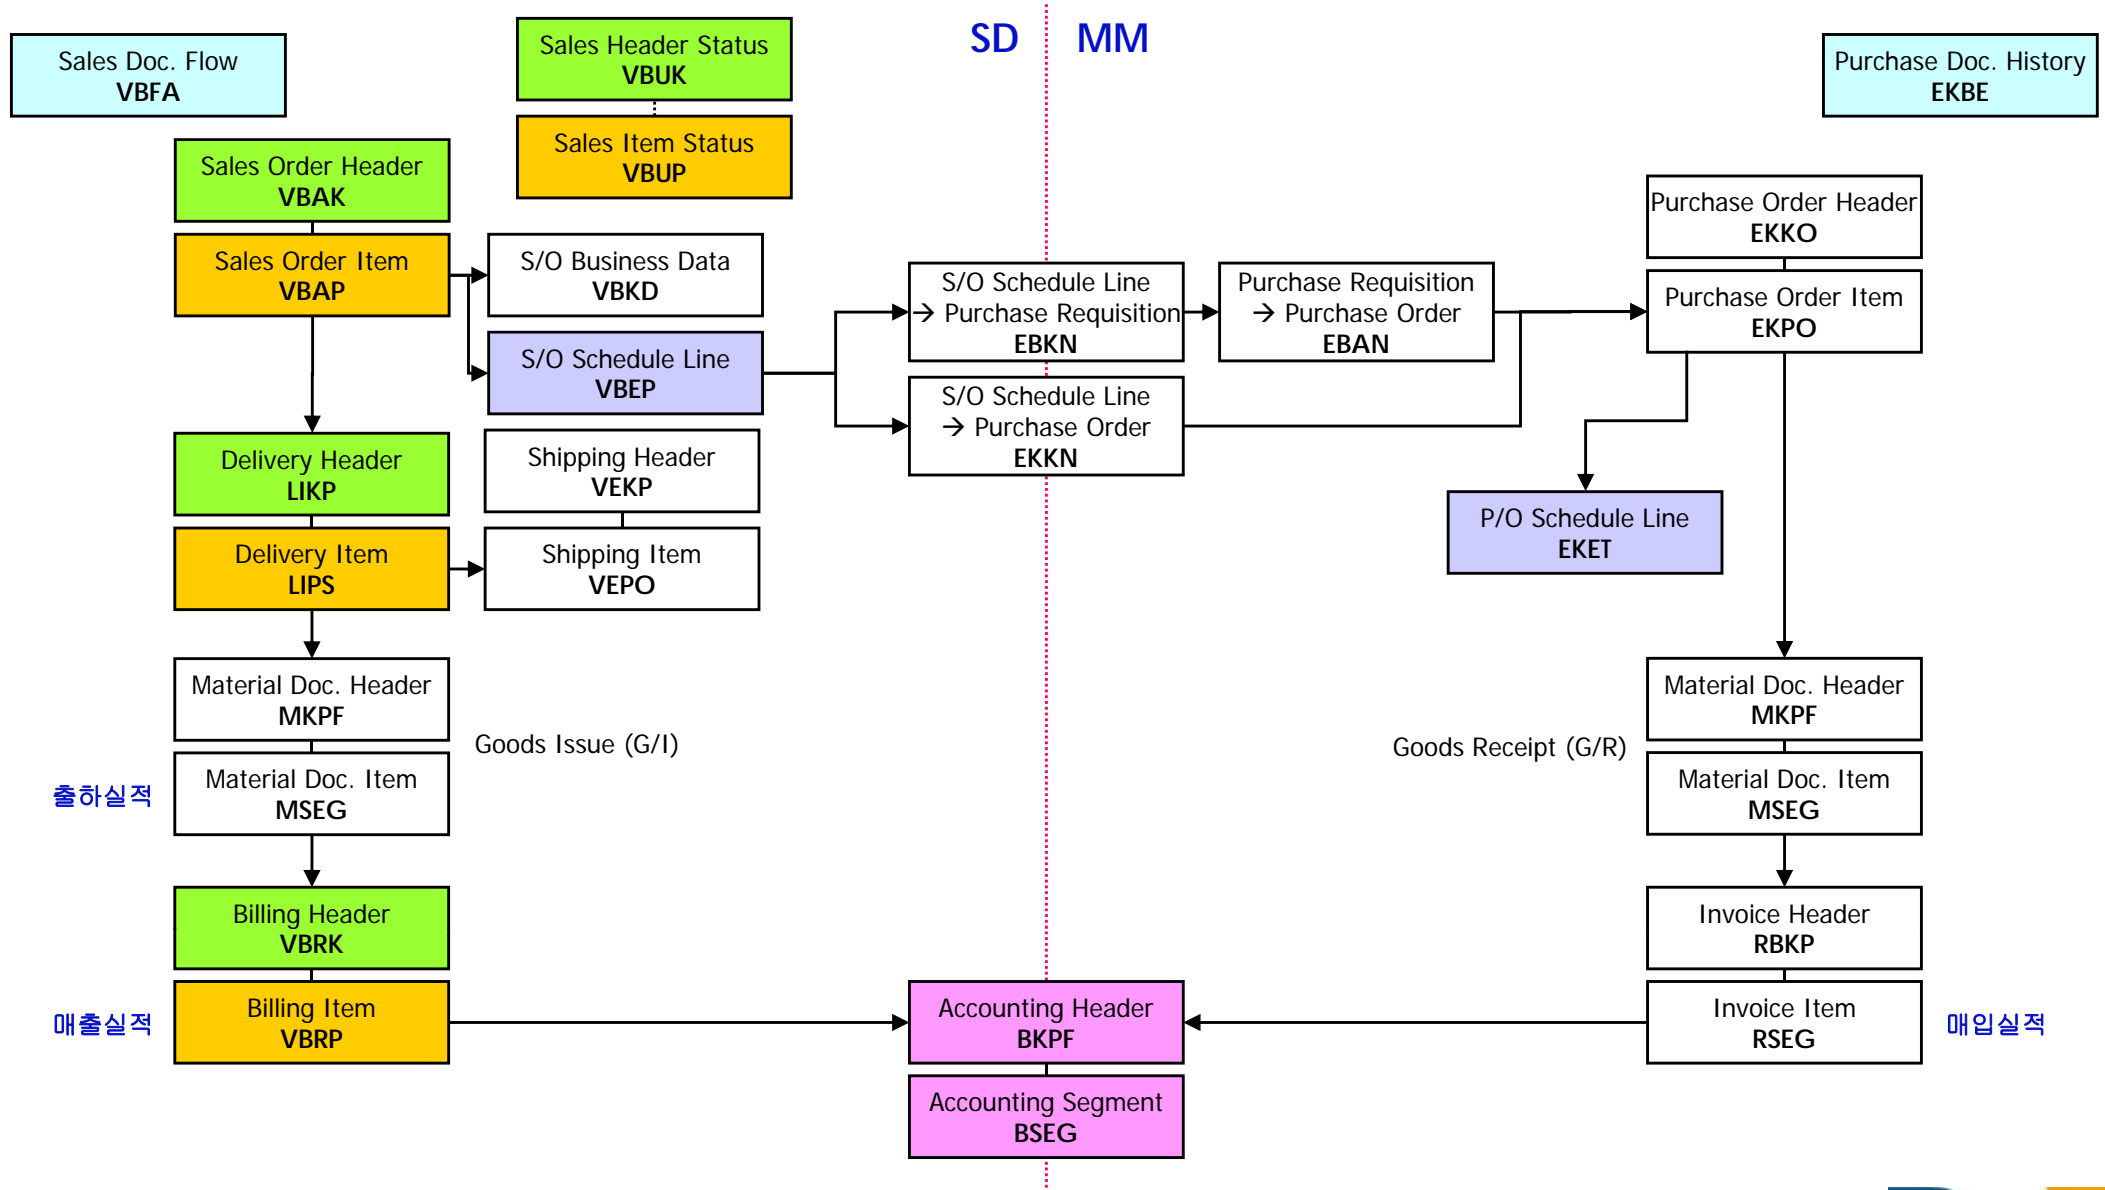 SD MM
Sales Doc. Flow
VBFA
Sales Header Status
VBUK
Sales Item Status
VBUP
Purchase Doc. History
EKBE
Sales Order Header
VBAK
Sales Order Item
VBAP
S/O Business Data
VBKD
S/O Schedule Line
VBEP
S/O Schedule Line
→ Purchase Requisition
EBKN
Purchase Requisition
→ Purchase Order
EBAN
S/O Schedule Line
→ Purchase Order
EKKN
Purchase Order Header
EKKO
Purchase Order Item
EKPO
P/O Schedule Line
EKET
Delivery Header
LIKP
Delivery Item
LIPS
Shipping Header
VEKP
Shipping Item
VEPO
Material Doc. Header
MKPF
Material Doc. Item
MSEG
Goods Issue (G/I)
출하실적
Goods Receipt (G/R)
Material Doc. Header
MKPF
Material Doc. Item
MSEG
Billing Header
VBRK
Billing Item
VBRP
매출실적
Accounting Header
BKPF
Accounting Segment
BSEG
Invoice Header
RBKP
Invoice Item
RSEG
매입실적